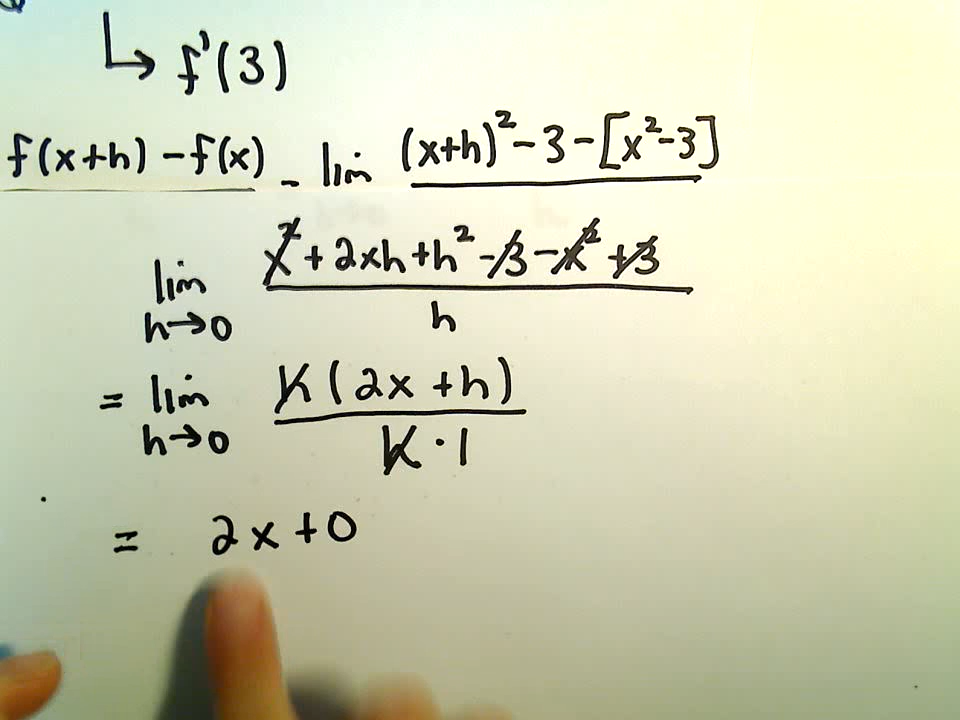 ↳ f'(3)
f(x+h) - f(x) = lim (x+h)² - 3 - [x² - 3]
lim h→0 x² + 2xh + h² - 3 - x² + 3 / h
= lim h→0 h(2x + h) / h · 1
= 2x + 0